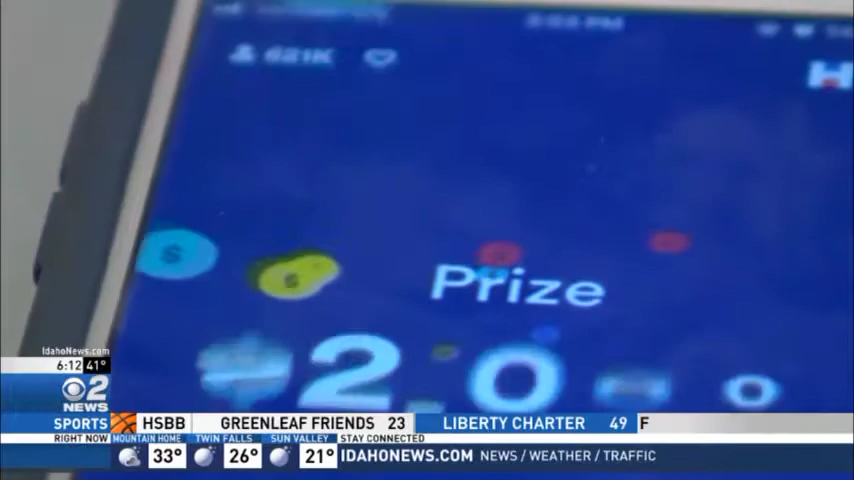 621K
H
$
Prize
IdahoNews.com
6:12 41°
2
NEWS
SPORTS HSBB GREENLEAF FRIENDS 23 LIBERTY CHARTER 49 F
RIGHT NOW MOUNTAIN HOME TWIN FALLS SUN VALLEY STAY CONNECTED
33° 26° 21° IDAHONEWS.COM NEWS / WEATHER / TRAFFIC